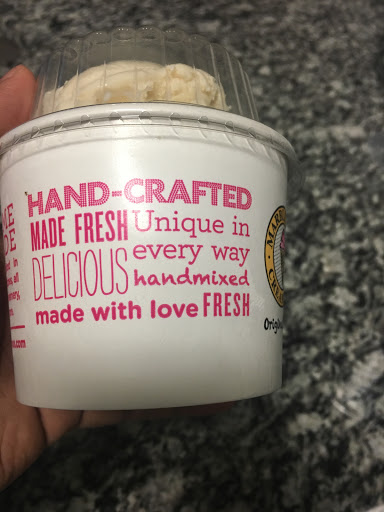 HAND-CRAFTED
MADE FRESH
Unique in
every way
DELICIOUS
handmixed
made with love FRESH